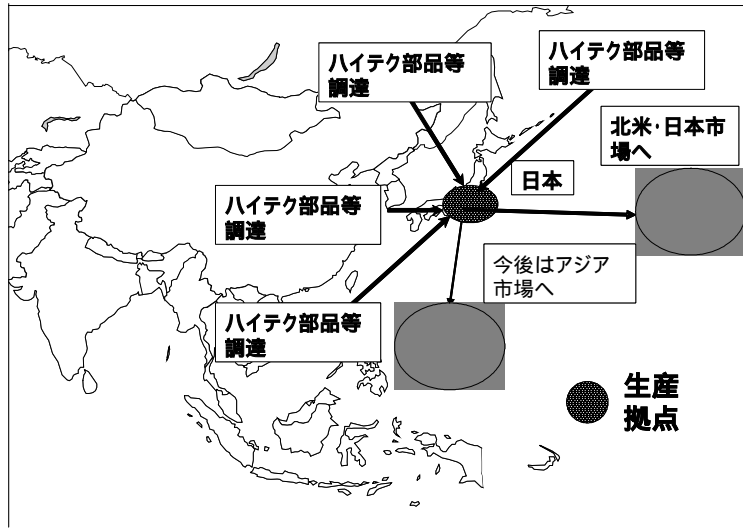 ハイテク部品等
調達
ハイテク部品等
調達
北米・日本市
場へ
日本
ハイテク部品等
調達
今後はアジア
市場へ
ハイテク部品等
調達
生産
拠点